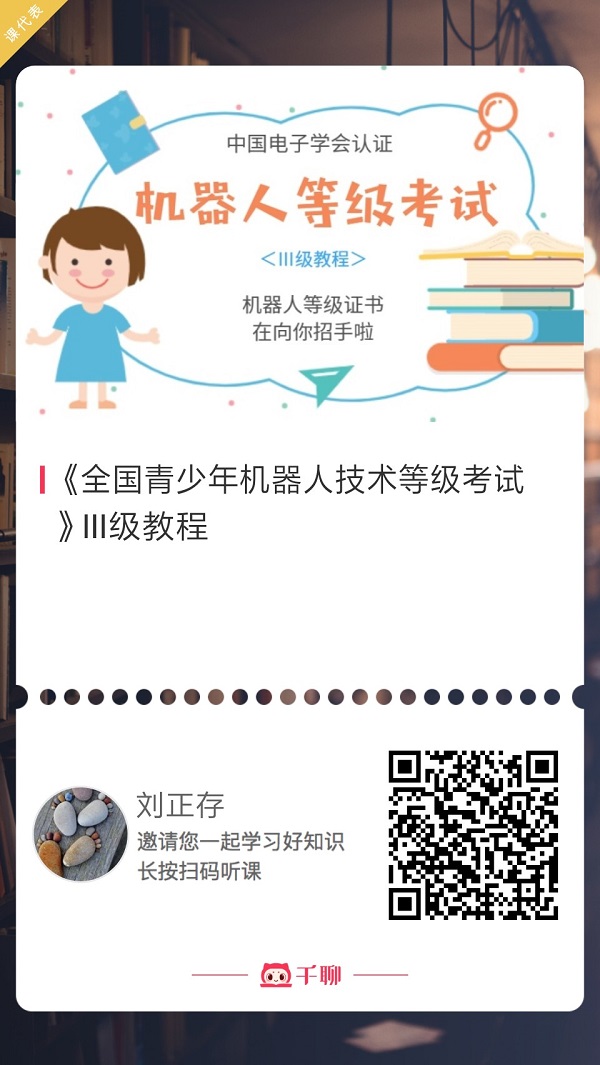 课代表
中国电子学会认证
机器人等级考试
<III级教程>
机器人等级证书
在向你招手啦
《全国青少年机器人技术等级考试
》III级教程
刘正存
邀请您一起学习好知识
长按扫码听课
千聊